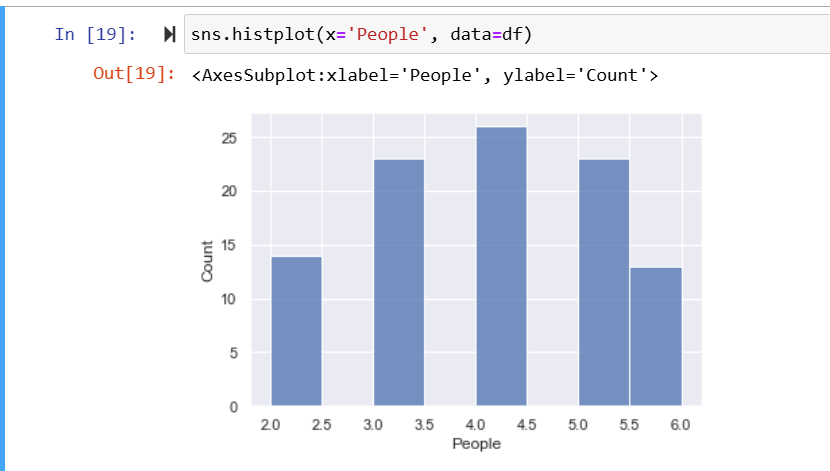 In [19]: sns.histplot(x='People', data=df)
Out[19]: <AxesSubplot:xlabel='People', ylabel='Count'>
25
20
15
10
5
0
Count
2.0 2.5 3.0 3.5 4.0 4.5 5.0 5.5 6.0
People